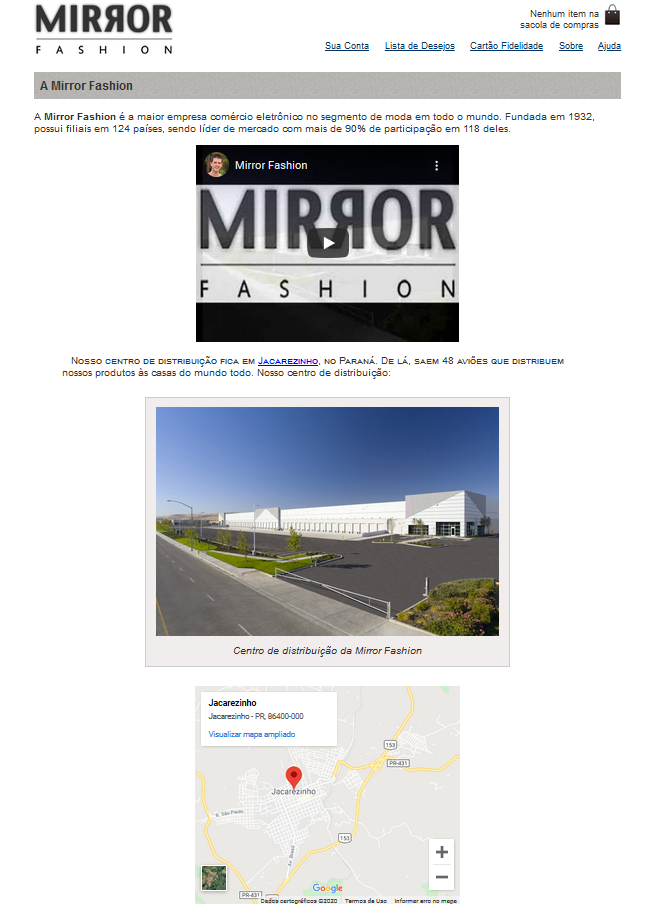 MIRROR
FASHION
Nenhum item na
sacola de compras
Sua Conta Lista de Desejos Cartão Fidelidade Sobre Ajuda
A Mirror Fashion
A Mirror Fashion é a maior empresa comércio eletrônico no segmento de moda em todo o mundo. Fundada em 1932,
possui filiais em 124 países, sendo líder de mercado com mais de 90% de participação em 118 deles.
Mirror Fashion
MIRROR
FASHION
Nosso centro de distribuição fica em Jacarezinho, no Paraná. De lá, saem 48 aviões que distribuem
nossos produtos às casas do mundo todo. Nosso centro de distribuição:
Centro de distribuição da Mirror Fashion
Jacarezinho
Jacarezinho - PR, 86400-000
Visualizar mapa ampliado
153
PR-431
Jacarezinho
R. São Paulo
153
Av. Brasil
PR-431
Google
Dados cartográficos ©2020 Termos de Uso Informar erro no mapa